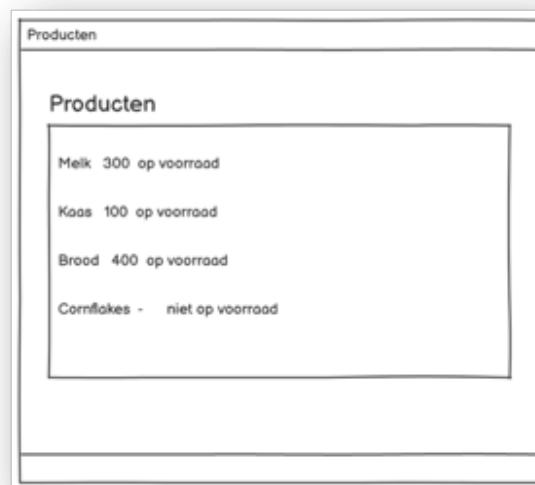 Producten
Producten
Melk 300 op voorraad
Kaas 100 op voorraad
Brood 400 op voorraad
Cornflakes - niet op voorraad